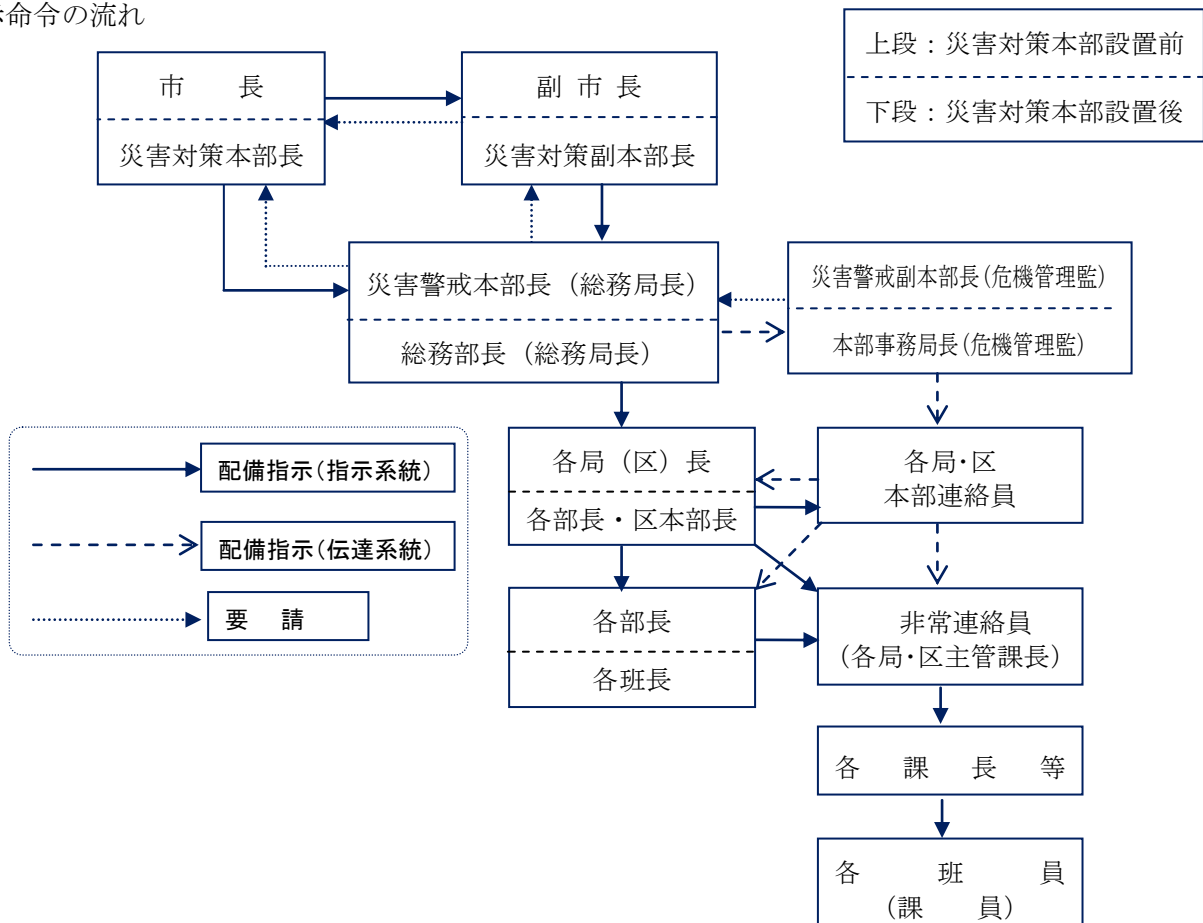 命令の流れ
上段：災害対策本部設置前
下段：災害対策本部設置後
市　　長
災害対策本部長
副 市 長
災害対策副本部長
災害警戒本部長（総務局長）
総務部長（総務局長）
災害警戒副本部長(危機管理監)
本部事務局長(危機管理監)
配備指示(指示系統)
配備指示(伝達系統)
要　請
各局（区）長
各部長・区本部長
各局・区
本部連絡員
各部長
各班長
非常連絡員
(各局・区主管課長)
各　課　長　等
各　　班　　員
(課　　員)